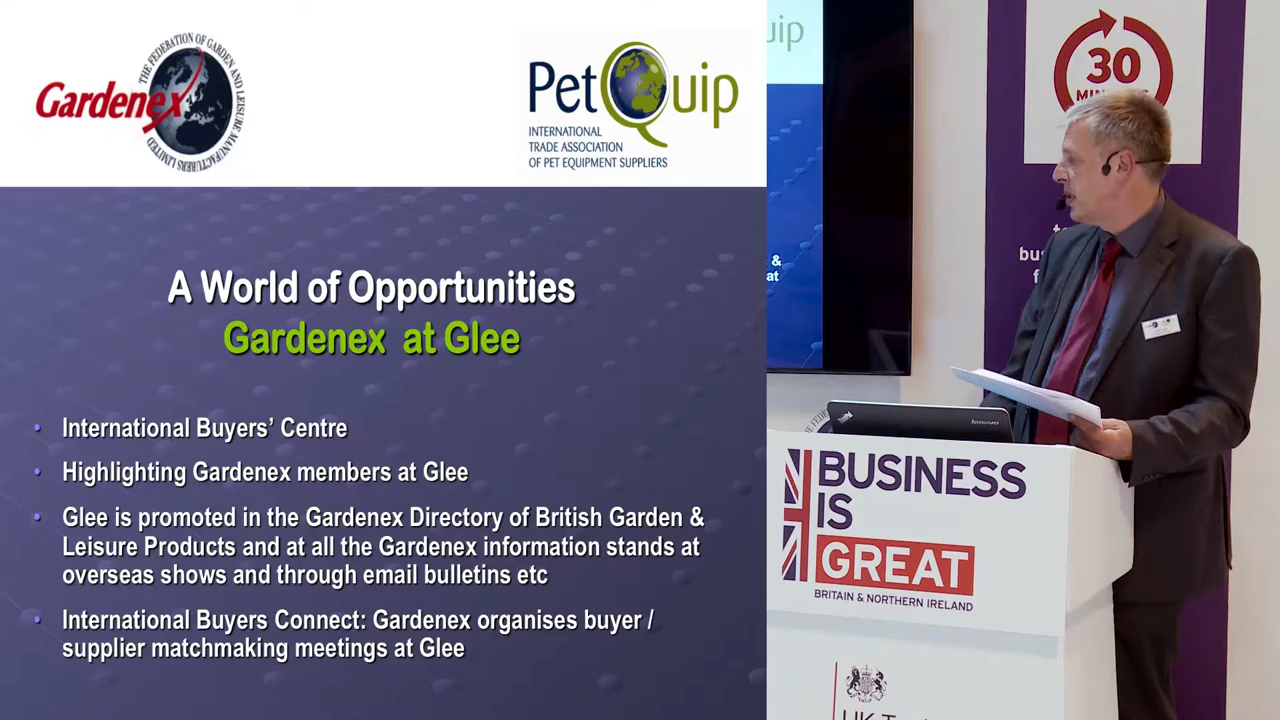 Gardenex
THE FEDERATION OF GARDEN AND LEISURE MANUFACTURERS LIMITED
PetQuip
INTERNATIONAL
TRADE ASSOCIATION
OF PET EQUIPMENT SUPPLIERS
A World of Opportunities
Gardenex at Glee
• International Buyers’ Centre
• Highlighting Gardenex members at Glee
• Glee is promoted in the Gardenex Directory of British Garden &
Leisure Products and at all the Gardenex information stands at
overseas shows and through email bulletins etc
• International Buyers Connect: Gardenex organises buyer /
supplier matchmaking meetings at Glee
uip
&
at
30
lenovo
BUSINESS
IS
GREAT
BRITAIN & NORTHERN IRELAND